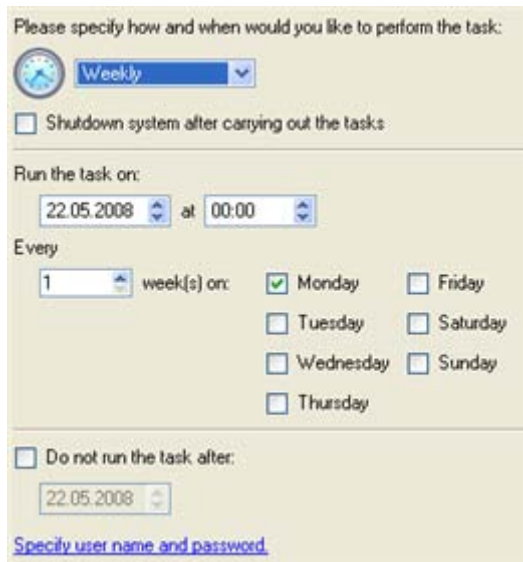 Please specify how and when would you like to perform the task:
Weekly
Shutdown system after carrying out the tasks
Run the task on:
22.05.2008 at 00:00
Every
1 week(s) on: Monday Friday
Tuesday Saturday
Wednesday Sunday
Thursday
Do not run the task after:
22.05.2008
Specify user name and password.